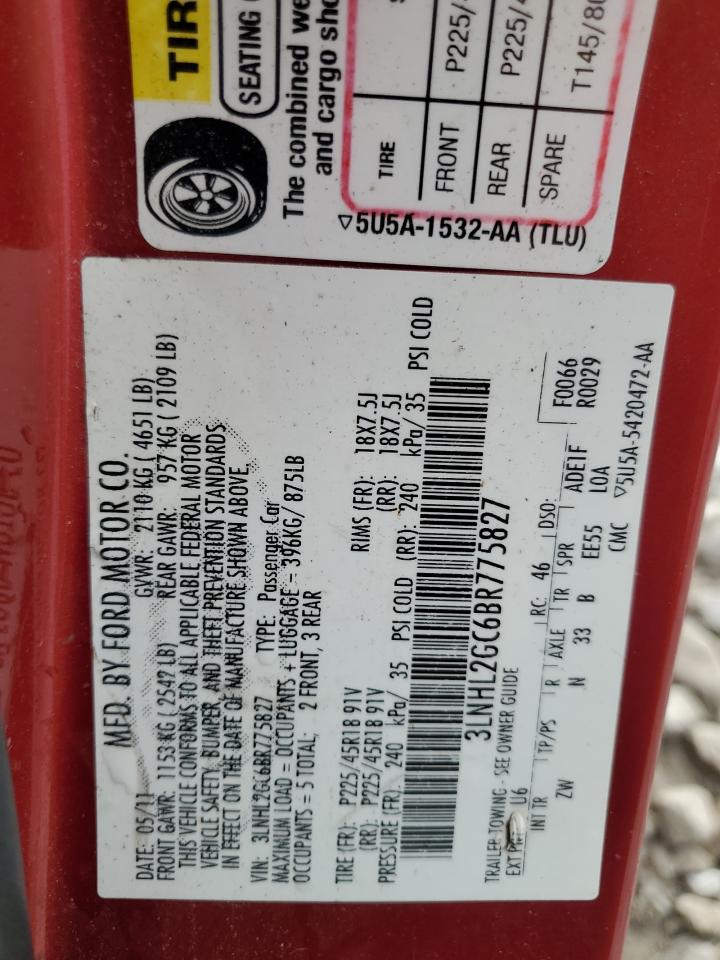 TIR
SEATING
The combined we
and cargo sho
TIRE
FRONT P225/
REAR P225/
SPARE T145/80
▽5U5A-1532-AA (TLU)
MFD. BY FORD MOTOR CO.
DATE: 05/11 GVWR: 2110 KG ( 4651 LB)
FRONT GAWR: 1153 KG ( 2542 LB) REAR GAWR: 957 KG ( 2109 LB)
THIS VEHICLE CONFORMS TO ALL APPLICABLE FEDERAL MOTOR
VEHICLE SAFETY, BUMPER, AND THEFT PREVENTION STANDARDS
IN EFFECT ON THE DATE OF MANUFACTURE SHOWN ABOVE.
VIN: 3LNHL2GC6BR775827 TYPE: Passenger Car
MAXIMUM LOAD = OCCUPANTS + LUGGAGE = 396KG/ 875LB
OCCUPANTS = 5 TOTAL; 2 FRONT, 3 REAR
TIRE (FR): P225/45R18 91V RIMS (FR): 18X7.5J
(RR): P225/45R18 91V (RR): 18X7.5J
PRESSURE (FR): 240 kPa/ 35 PSI COLD (RR): 240 kPa/ 35 PSI COLD
3LNHL2GC6BR775827
TRAILER TOWING - SEE OWNER GUIDE
EXT U6 RC: 46 DSO: F0066
R0029
INT TR TP/PS R AXLE TR SPR ADEIF
ZW N 33 B EE55 LOA
CMC ▽5U5A-5420472-AA